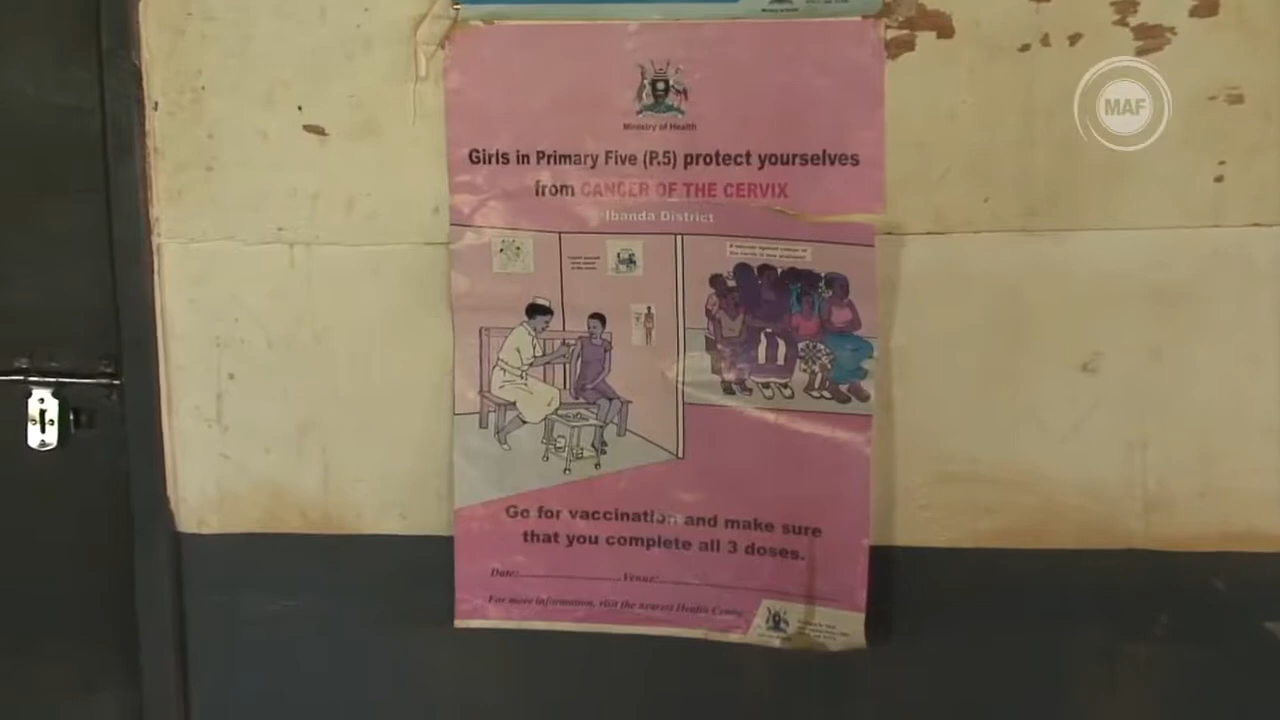 MAF
Ministry of Health
Girls in Primary Five (P.5) protect yourselves
from CANCER OF THE CERVIX
Ibanda District
Go for vaccination and make sure
that you complete all 3 doses.
Date: Venue:
For more information, visit the nearest Health Centre